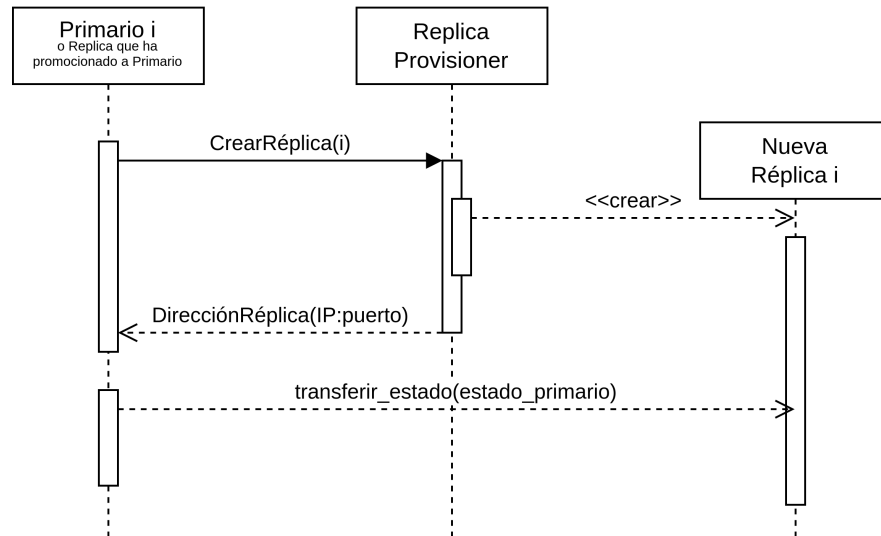 Primario i
o Replica que ha
promocionado a Primario
Replica
Provisioner
Nueva
Réplica i
CrearRéplica(i)
<<crear>>
DirecciónRéplica(IP:puerto)
transferir_estado(estado_primario)